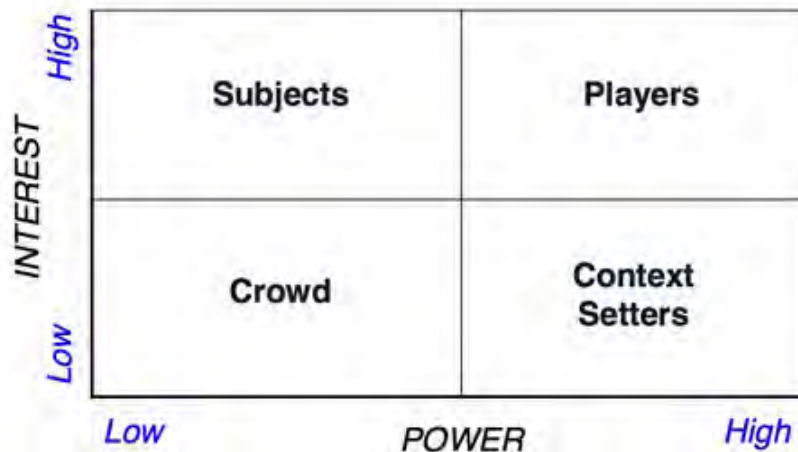 High
Subjects
Players
INTEREST
Crowd
Context
Setters
Low
Low
POWER
High